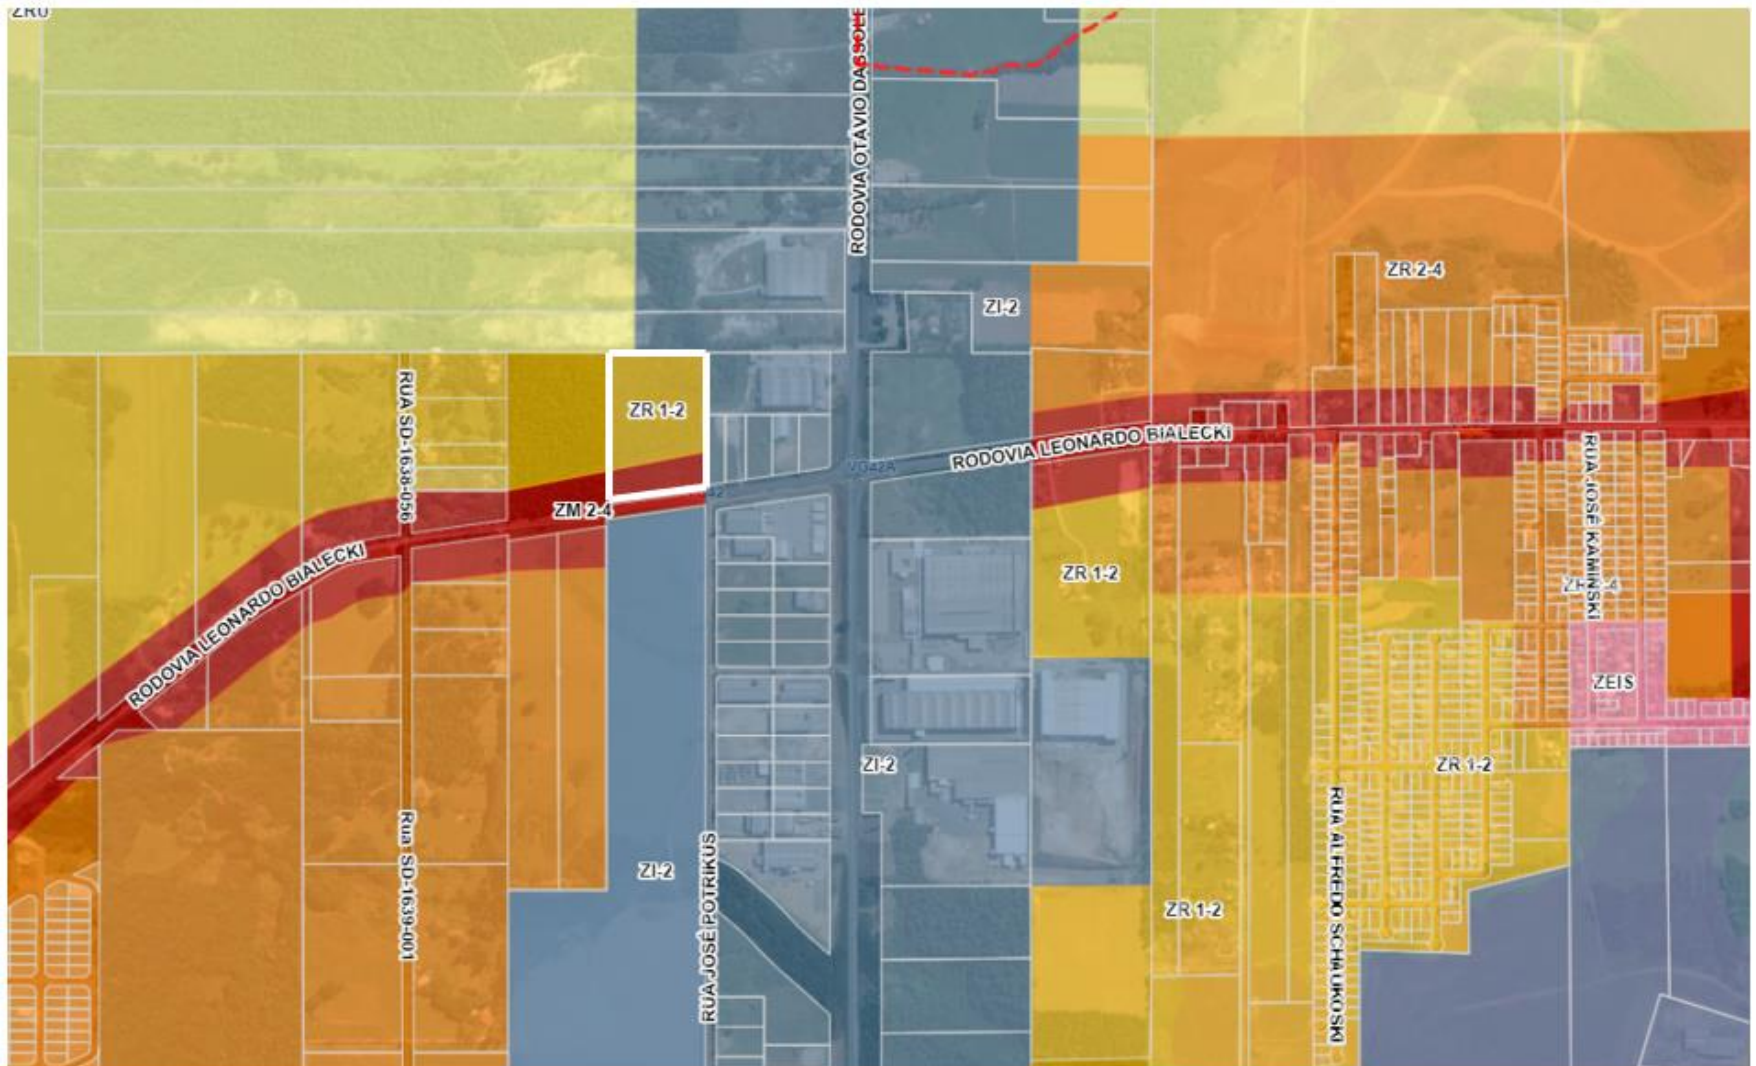 ZRU
RODOVIA OTÁVIO DASSOLE
ZR 2-4
ZI-2
ZR 1-2
RUA SD-1638-056
RODOVIA LEONARDO BIALECKI
ZM 2-4
RODOVIA LEONARDO BIALECKI
RUA JOSÉ KAMINSKI
ZR 1-2
ZEIS
ZI-2
ZR 1-2
Rua SD-1639-001
ZI-2
RUA JOSÉ POTRIKUS
ZR 1-2
RUA ALFREDO SCHAUKOSKI